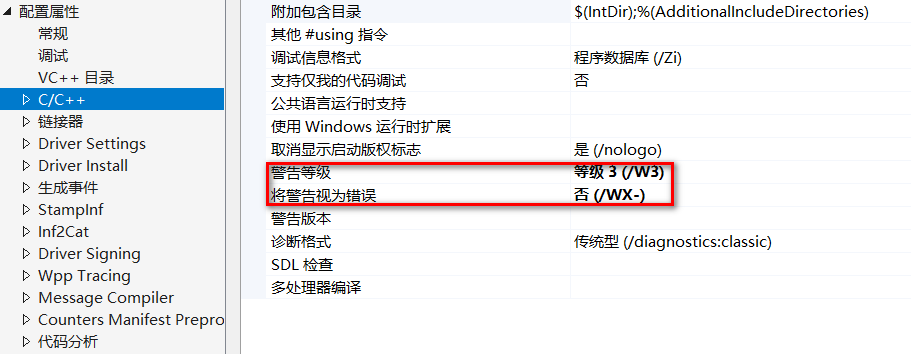 配置属性
常规
调试
VC++ 目录
C/C++
链接器
Driver Settings
Driver Install
生成事件
StampInf
Inf2Cat
Driver Signing
Wpp Tracing
Message Compiler
Counters Manifest Prepro
代码分析
附加包含目录 $(IntDir);%(AdditionalIncludeDirectories)
其他 #using 指令
调试信息格式 程序数据库 (/Zi)
支持仅我的代码调试 否
公共语言运行时支持
使用 Windows 运行时扩展
取消显示启动版权标志 是 (/nologo)
警告等级 等级 3 (/W3)
将警告视为错误 否 (/WX-)
警告版本
诊断格式 传统型 (/diagnostics:classic)
SDL 检查
多处理器编译